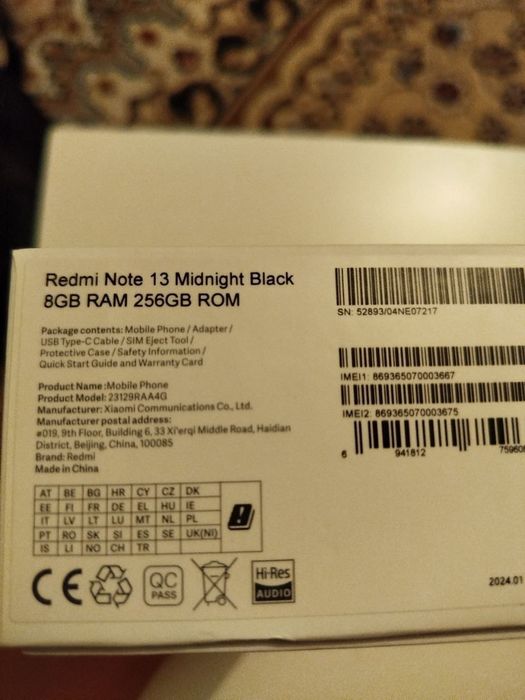 Redmi Note 13 Midnight Black
8GB RAM 256GB ROM
Package contents: Mobile Phone / Adapter /
USB Type-C Cable / SIM Eject Tool /
Protective Case / Safety Information /
Quick Start Guide and Warranty Card
Product Name :Mobile Phone
Product Model: 23129RAA4G
Manufacturer: Xiaomi Communications Co., Ltd.
Manufacturer postal address:
#019, 9th Floor, Building 6, 33 Xi'erqi Middle Road, Haidian
District, Beijing, China, 100085
Brand: Redmi
Made in China
SN: 52893/04NE07217
IMEI1: 869365070003667
IMEI2: 869365070003675
6 941812
AT BE BG HR CY CZ DK
EE FI FR DE EL HU IE
IT LV LT LU MT NL PL
PT RO SK SI ES SE UK(NI)
IS LI NO CH TR
CE
QC
PASS
Hi-Res
AUDIO
2024.01